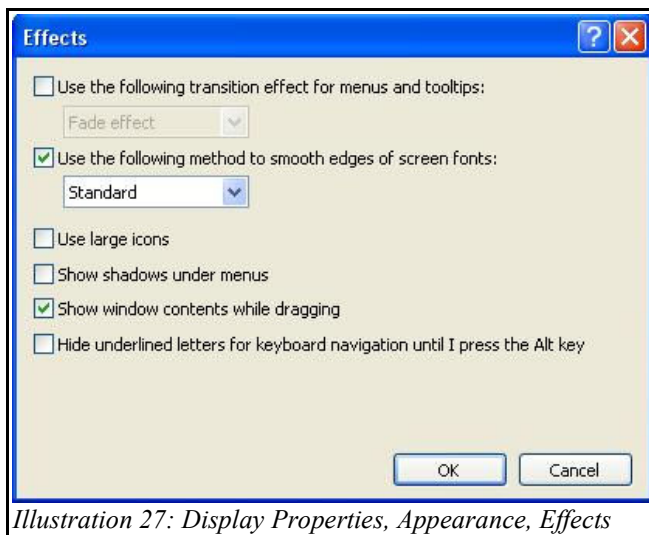 Effects
Use the following transition effect for menus and tooltips:
Fade effect
Use the following method to smooth edges of screen fonts:
Standard
Use large icons
Show shadows under menus
Show window contents while dragging
Hide underlined letters for keyboard navigation until I press the Alt key
OK Cancel
Illustration 27: Display Properties, Appearance, Effects